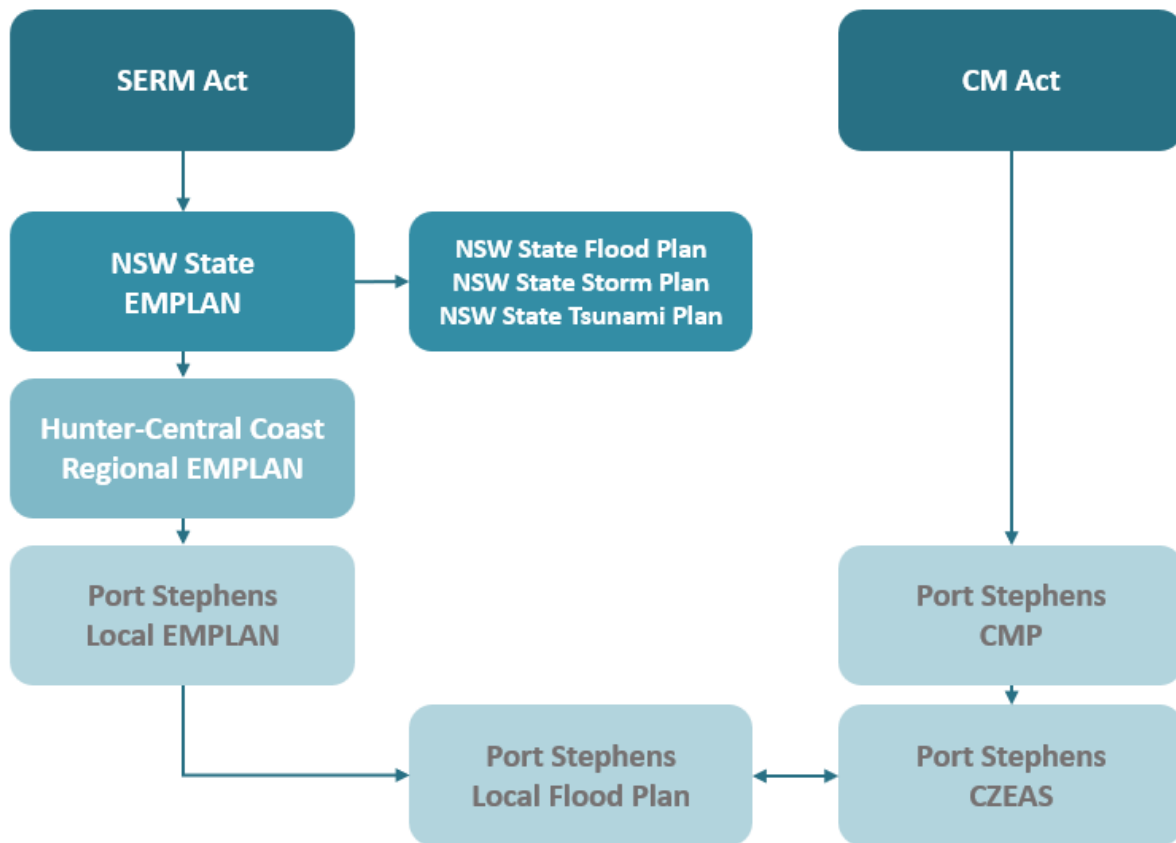 SERM Act
CM Act
NSW State
EMPLAN
NSW State Flood Plan
NSW State Storm Plan
NSW State Tsunami Plan
Hunter-Central Coast
Regional EMPLAN
Port Stephens
Local EMPLAN
Port Stephens
CMP
Port Stephens
Local Flood Plan
Port Stephens
CZEAS